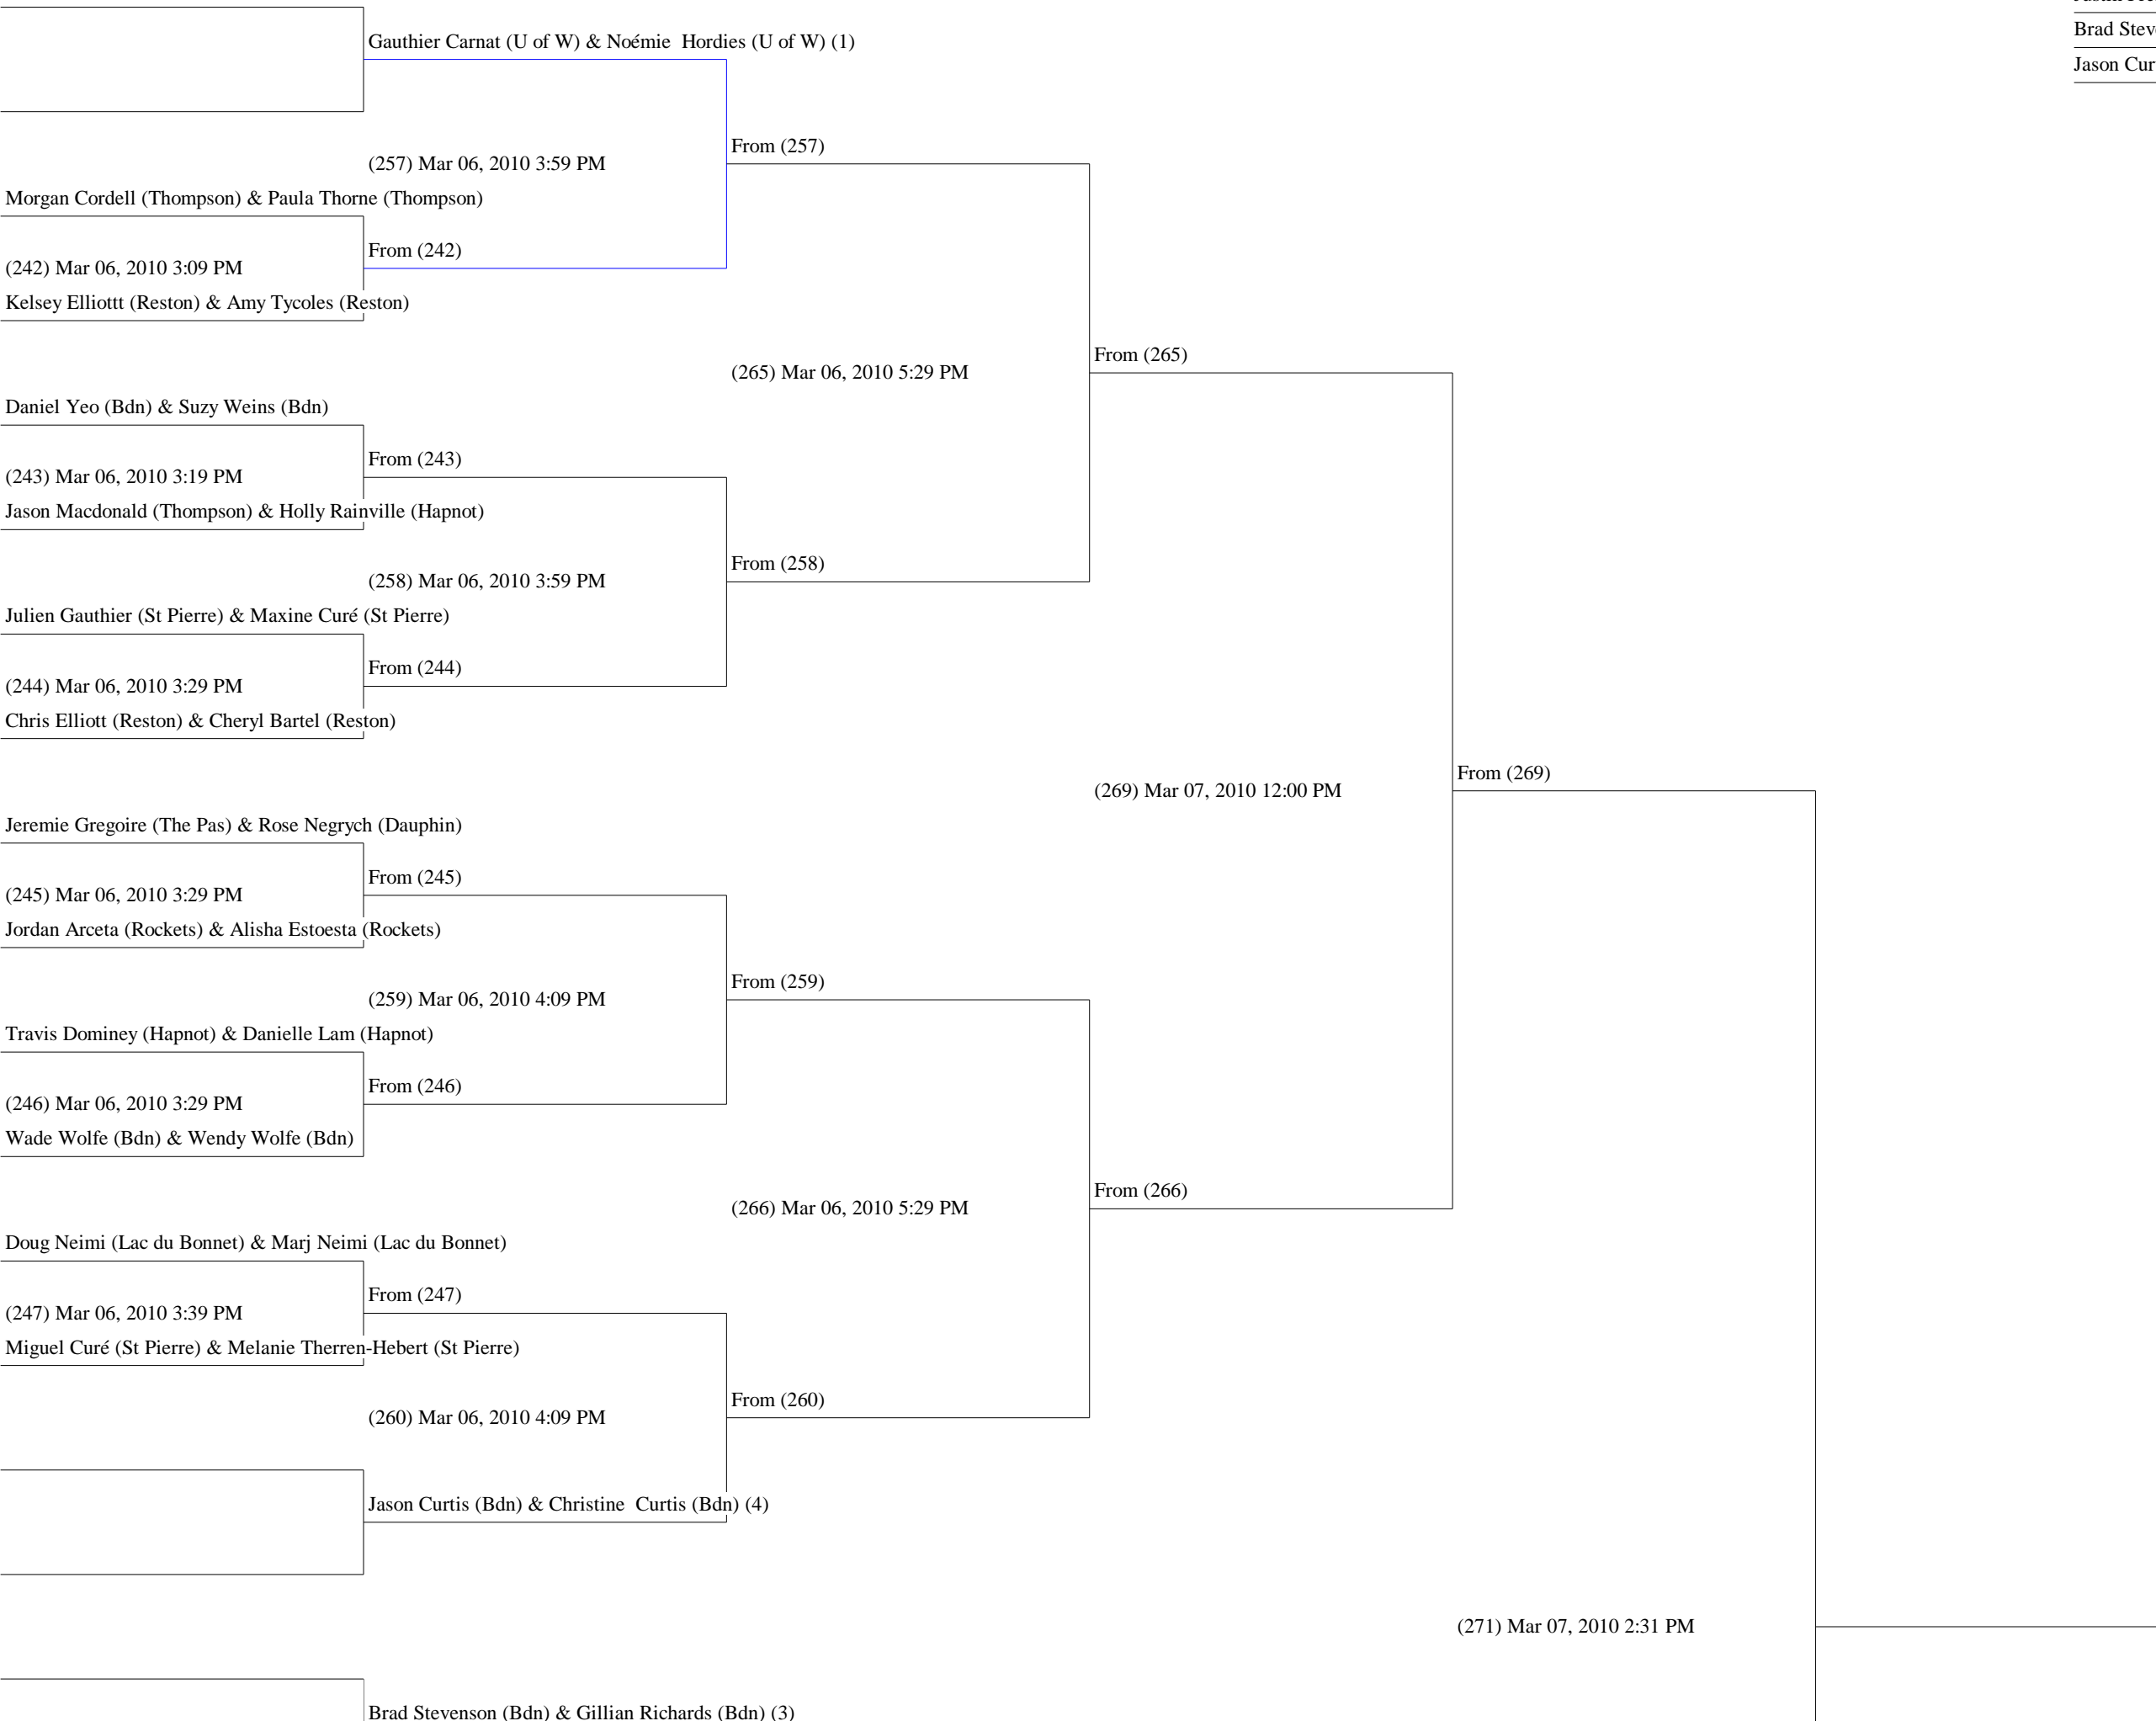 Brad
Jason
Gauthier Carnat (U of W) & Noémie  Hordies (U of W) (1)
From (257)
(257) Mar 06, 2010 3:59 PM
Morgan Cordell (Thompson) & Paula Thorne (Thompson)
From (242)
(242) Mar 06, 2010 3:09 PM
Kelsey Elliottt (Reston) & Amy Tycoles (Reston)
From (265)
(265) Mar 06, 2010 5:29 PM
Daniel Yeo (Bdn) & Suzy Weins (Bdn)
From (243)
(243) Mar 06, 2010 3:19 PM
Jason Macdonald (Thompson) & Holly Rainville (Hapnot)
From (258)
(258) Mar 06, 2010 3:59 PM
Julien Gauthier (St Pierre) & Maxine Curé (St Pierre)
From (244)
(244) Mar 06, 2010 3:29 PM
Chris Elliott (Reston) & Cheryl Bartel (Reston)
From (269)
(269) Mar 07, 2010 12:00 PM
Jeremie Gregoire (The Pas) & Rose Negrych (Dauphin)
From (245)
(245) Mar 06, 2010 3:29 PM
Jordan Arceta (Rockets) & Alisha Estoesta (Rockets)
From (259)
(259) Mar 06, 2010 4:09 PM
Travis Dominey (Hapnot) & Danielle Lam (Hapnot)
From (246)
(246) Mar 06, 2010 3:29 PM
Wade Wolfe (Bdn) & Wendy Wolfe (Bdn)
From (266)
(266) Mar 06, 2010 5:29 PM
Doug Neimi (Lac du Bonnet) & Marj Neimi (Lac du Bonnet)
From (247)
(247) Mar 06, 2010 3:39 PM
Miguel Curé (St Pierre) & Melanie Therren-Hebert (St Pierre)
From (260)
(260) Mar 06, 2010 4:09 PM
Jason Curtis (Bdn) & Christine  Curtis (Bdn) (4)
(271) Mar 07, 2010 2:31 PM
Brad Stevenson (Bdn) & Gillian Richards (Bdn) (3)